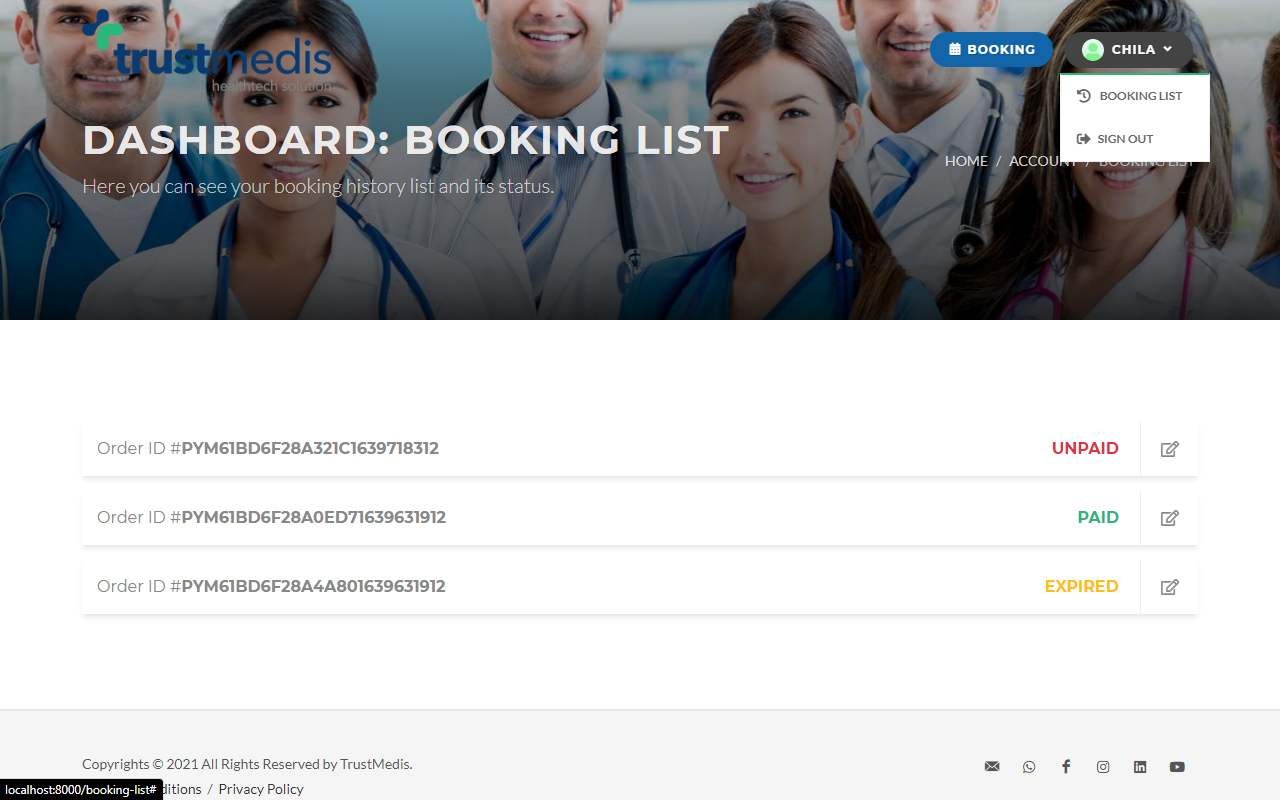 trustmedis
healthtech solution
BOOKING
CHILA
BOOKING LIST
SIGN OUT
DASHBOARD: BOOKING LIST
HOME / ACCOUNT / BOOKING LIST
Here you can see your booking history list and its status.
Order ID #PYM61BD6F28A321C1639718312 UNPAID
Order ID #PYM61BD6F28A0ED71639631912 PAID
Order ID #PYM61BD6F28A4A801639631912 EXPIRED
Copyrights © 2021 All Rights Reserved by TrustMedis.
ditions / Privacy Policy
localhost:8000/booking-list#